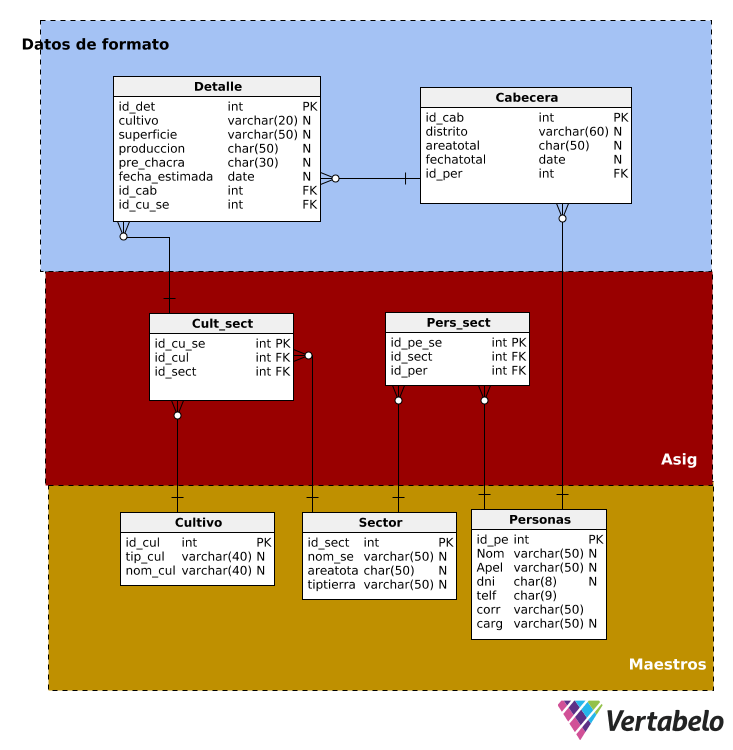 Datos de formato
Detalle
id_det int PK
cultivo varchar(20) N
superficie varchar(50) N
produccion char(50) N
pre_chacra char(30) N
fecha_estimada date N
id_cab int FK
id_cu_se int FK
Cabecera
id_cab int PK
distrito varchar(60) N
areatotal char(50) N
fechatotal date N
id_per int FK
Cult_sect
id_cu_se int PK
id_cul int FK
id_sect int FK
Pers_sect
id_pe_se int PK
id_sect int FK
id_per int FK
Asig
Cultivo
id_cul int PK
tip_cul varchar(40) N
nom_cul varchar(40) N
Sector
id_sect int PK
nom_se varchar(50) N
areatota char(50) N
tiptierra varchar(50) N
Personas
id_pe int PK
Nom varchar(50) N
Apel varchar(50) N
dni char(8) N
telf char(9)
corr varchar(50)
carg varchar(50) N
Maestros
Vertabelo